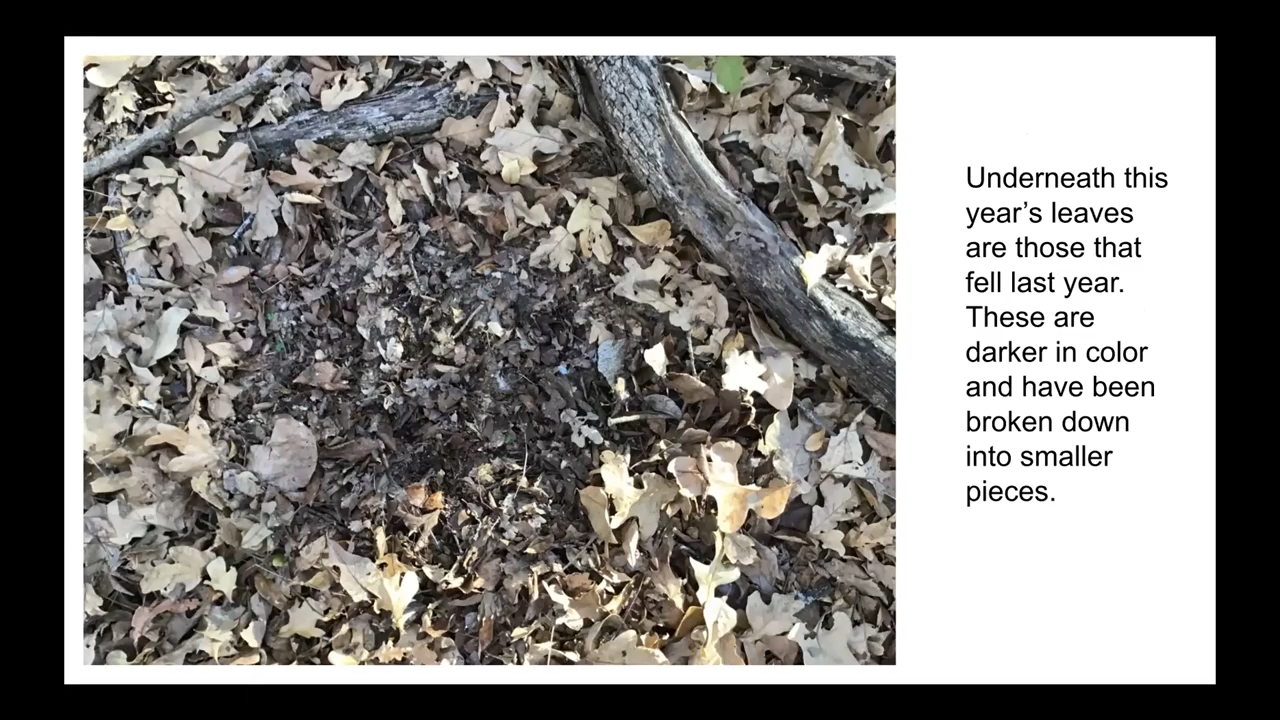 Underneath this
year’s leaves
are those that
fell last year.
These are
darker in color
and have been
broken down
into smaller
pieces.